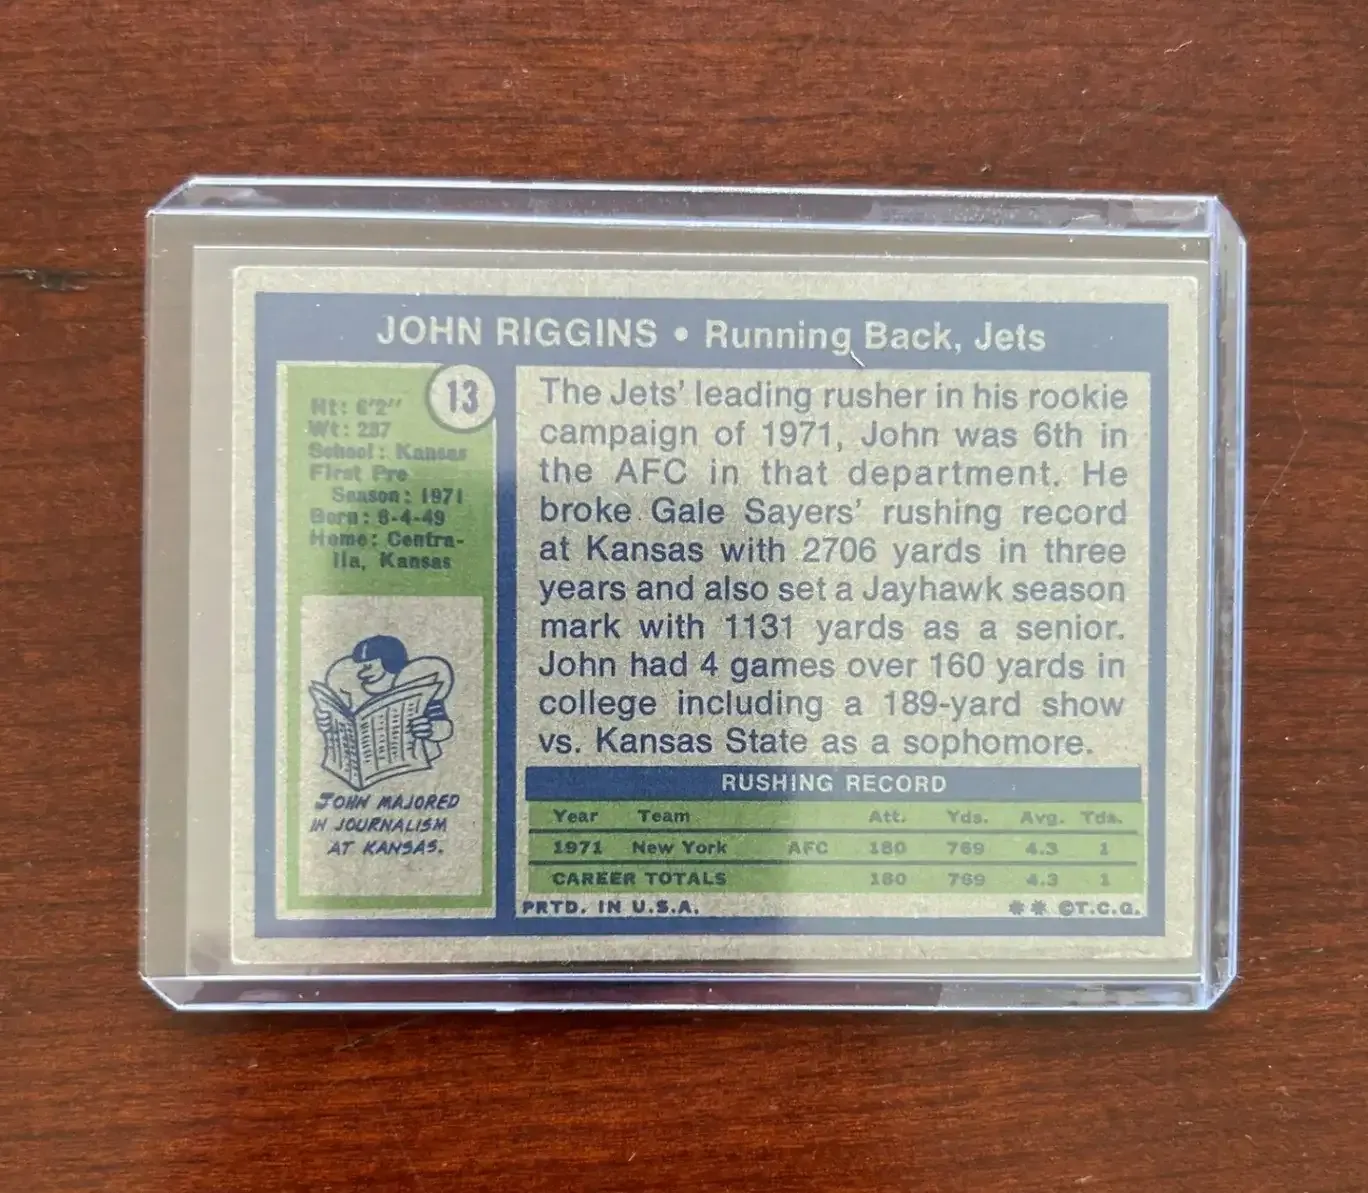 JOHN RIGGINS • Running Back, Jets
13
Ht: 6'2"
Wt: 237
School: Kansas
First Pro
Season: 1971
Born: 8-4-49
Home: Centra-
lia, Kansas
JOHN MAJORED
IN JOURNALISM
AT KANSAS.
The Jets' leading rusher in his rookie
campaign of 1971, John was 6th in
the AFC in that department. He
broke Gale Sayers' rushing record
at Kansas with 2706 yards in three
years and also set a Jayhawk season
mark with 1131 yards as a senior.
John had 4 games over 160 yards in
college including a 189-yard show
vs. Kansas State as a sophomore.
RUSHING RECORD
Year Team Att. Yds. Avg. Tds.
1971 New York AFC 180 769 4.3 1
CAREER TOTALS 180 769 4.3 1
PRTD. IN U.S.A. ** ©T.C.G.